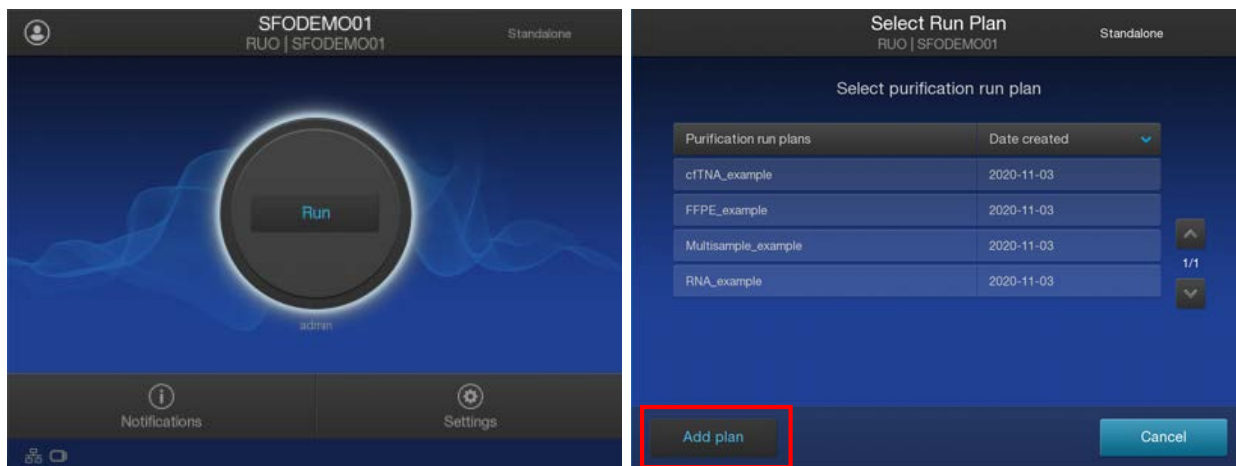 SFODEMO01
RUO | SFODEMO01
Standalone
Run
admin
Notifications
Settings
Select Run Plan
RUO | SFODEMO01
Standalone
Select purification run plan
Purification run plans Date created
cfTNA_example 2020-11-03
FFPE_example 2020-11-03
Multisample_example 2020-11-03
RNA_example 2020-11-03
1/1
Add plan
Cancel